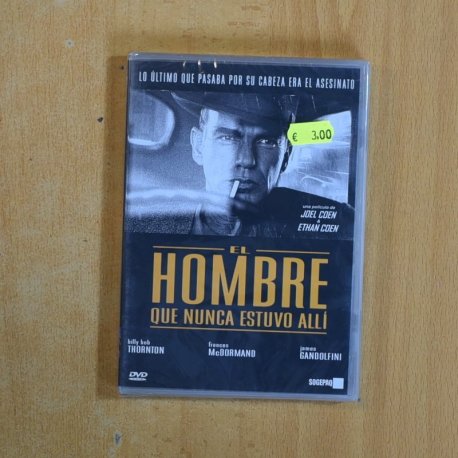 LO ÚLTIMO QUE PASABA POR SU CABEZA ERA EL ASESINATO
€ 3.00
una película de
JOEL COEN
&
ETHAN COEN
EL
HOMBRE
QUE NUNCA ESTUVO ALLÍ
billy bob
THORNTON
frances
McDORMAND
james
GANDOLFINI
DVD
SOGEPAQ